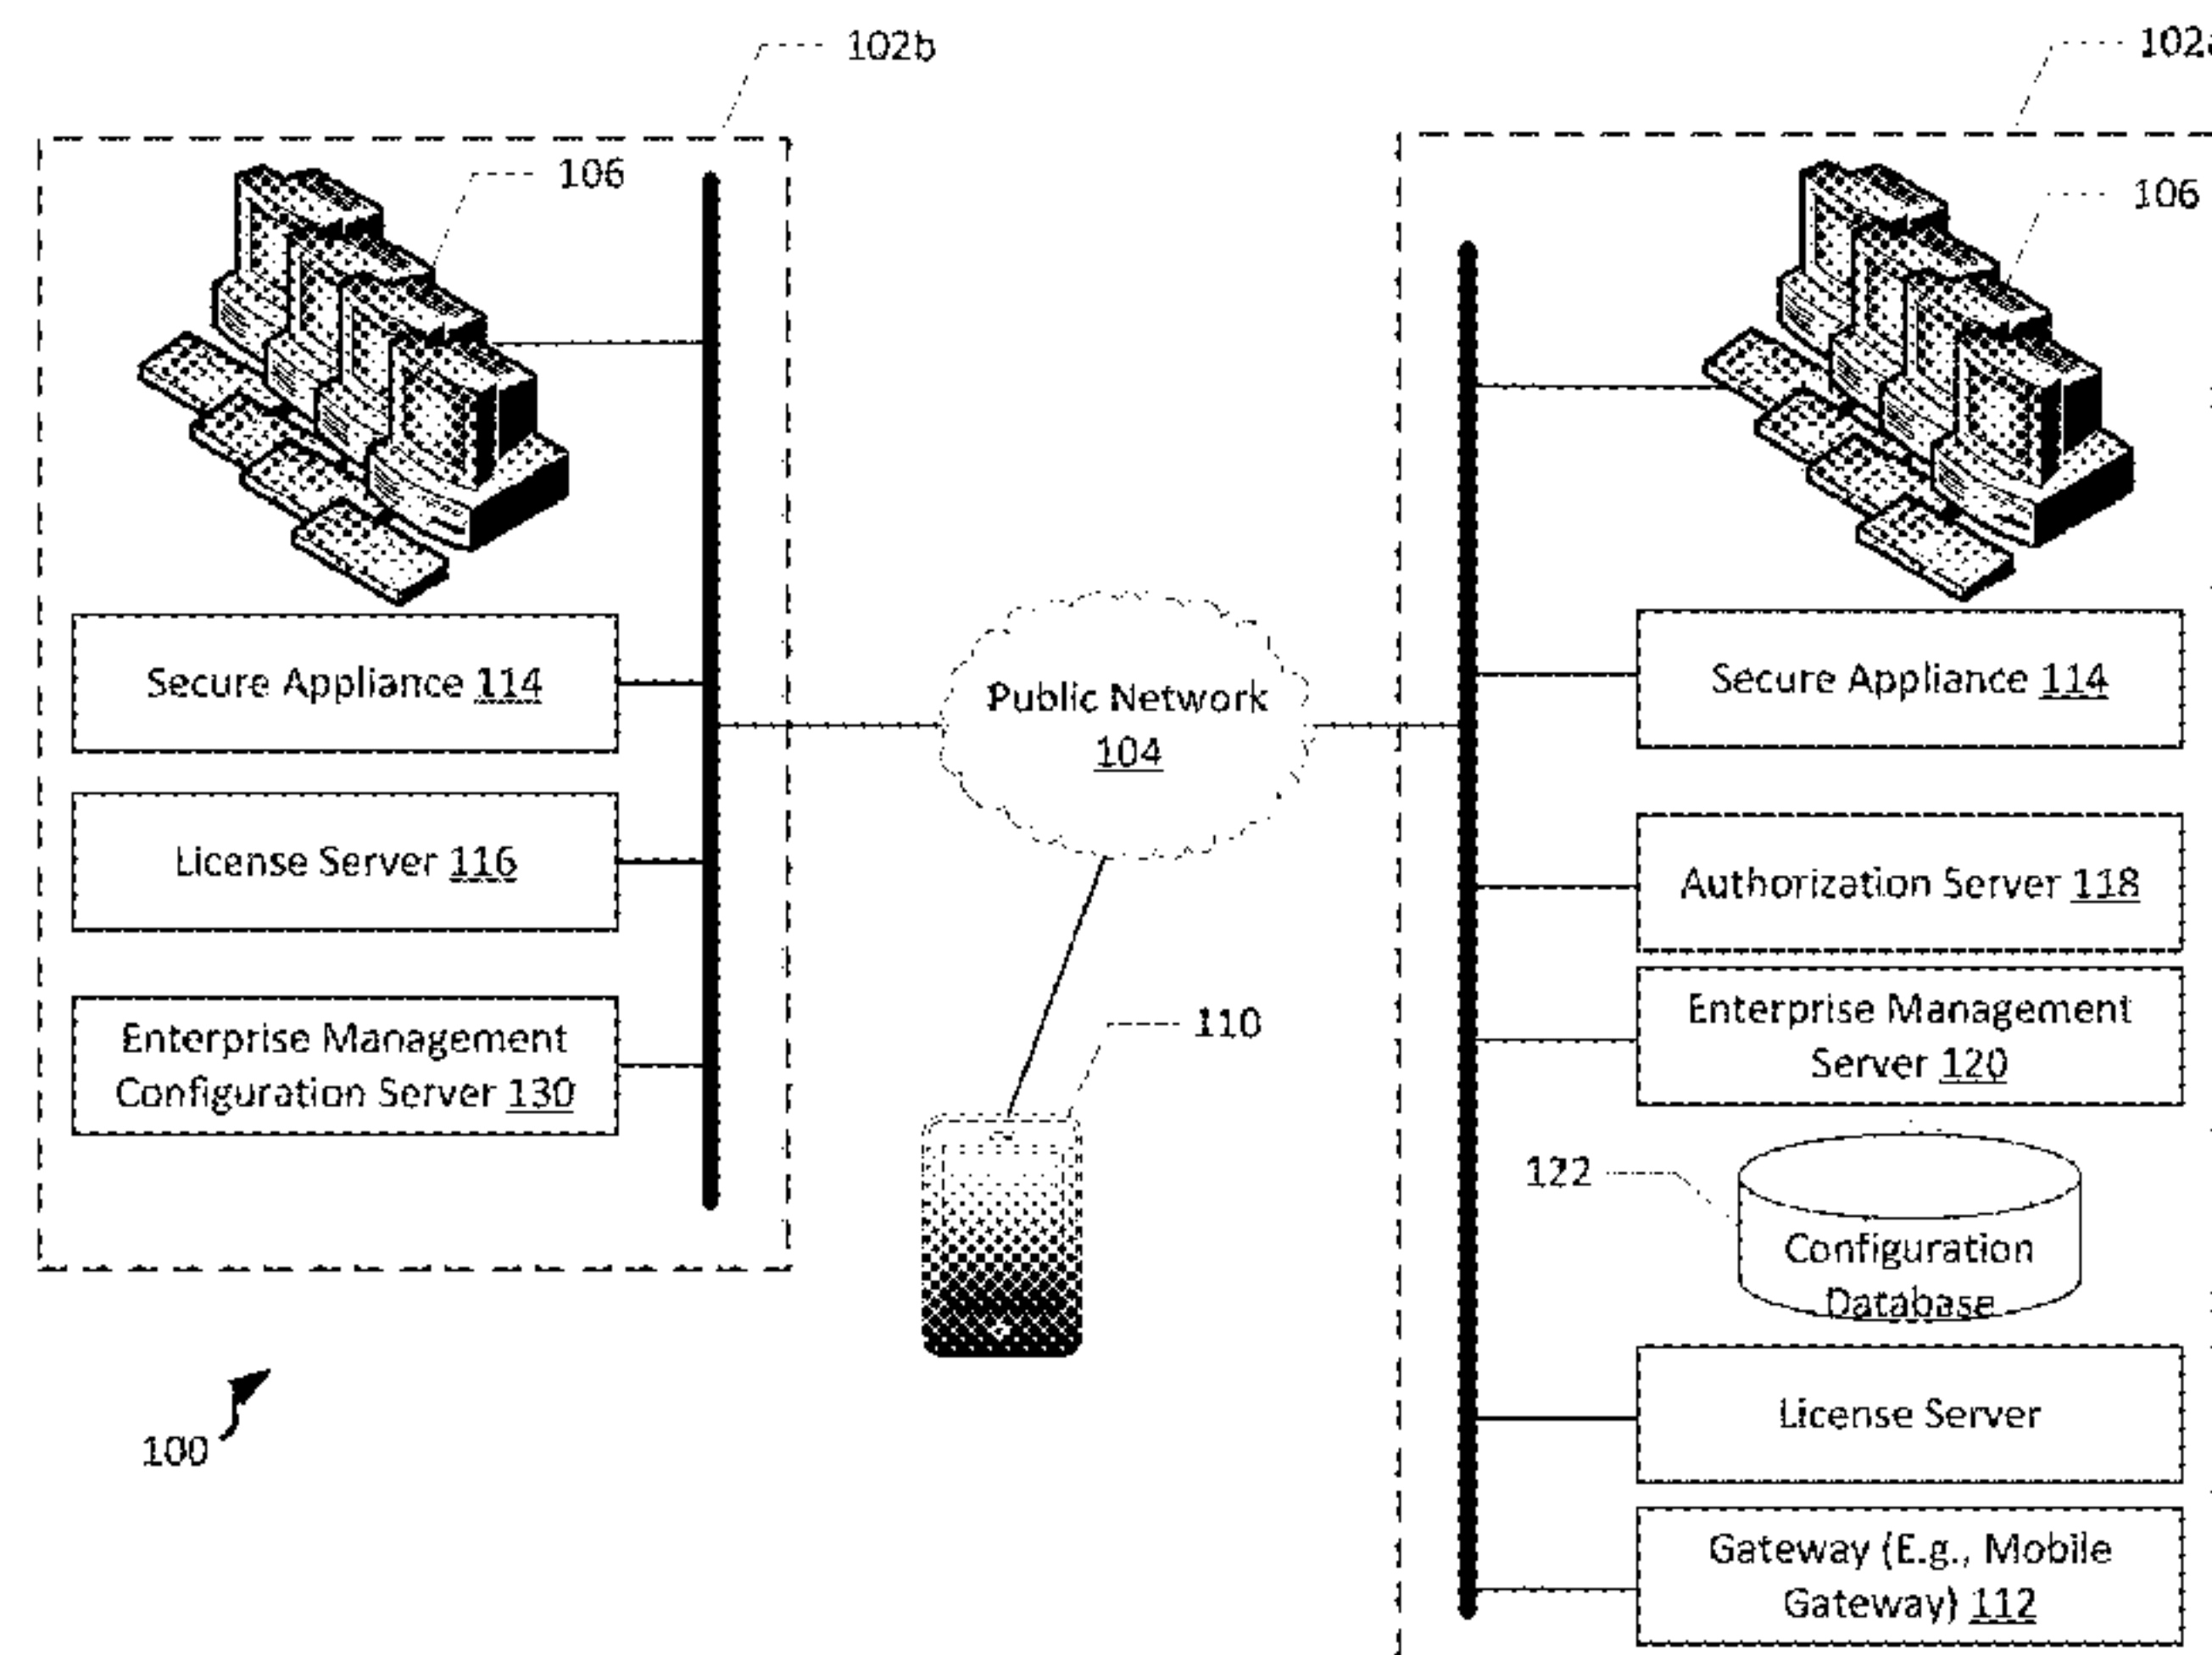 102b
106
Secure Appliance 114
License Server 116
Enterprise Management
Configuration Server 130
100
Public Network
104
110
106
Secure Appliance 114
Authorization Server 118
Enterprise Management
Server 120
122
Configuration
Database
License Server
Gateway (E.g., Mobile
Gateway) 112